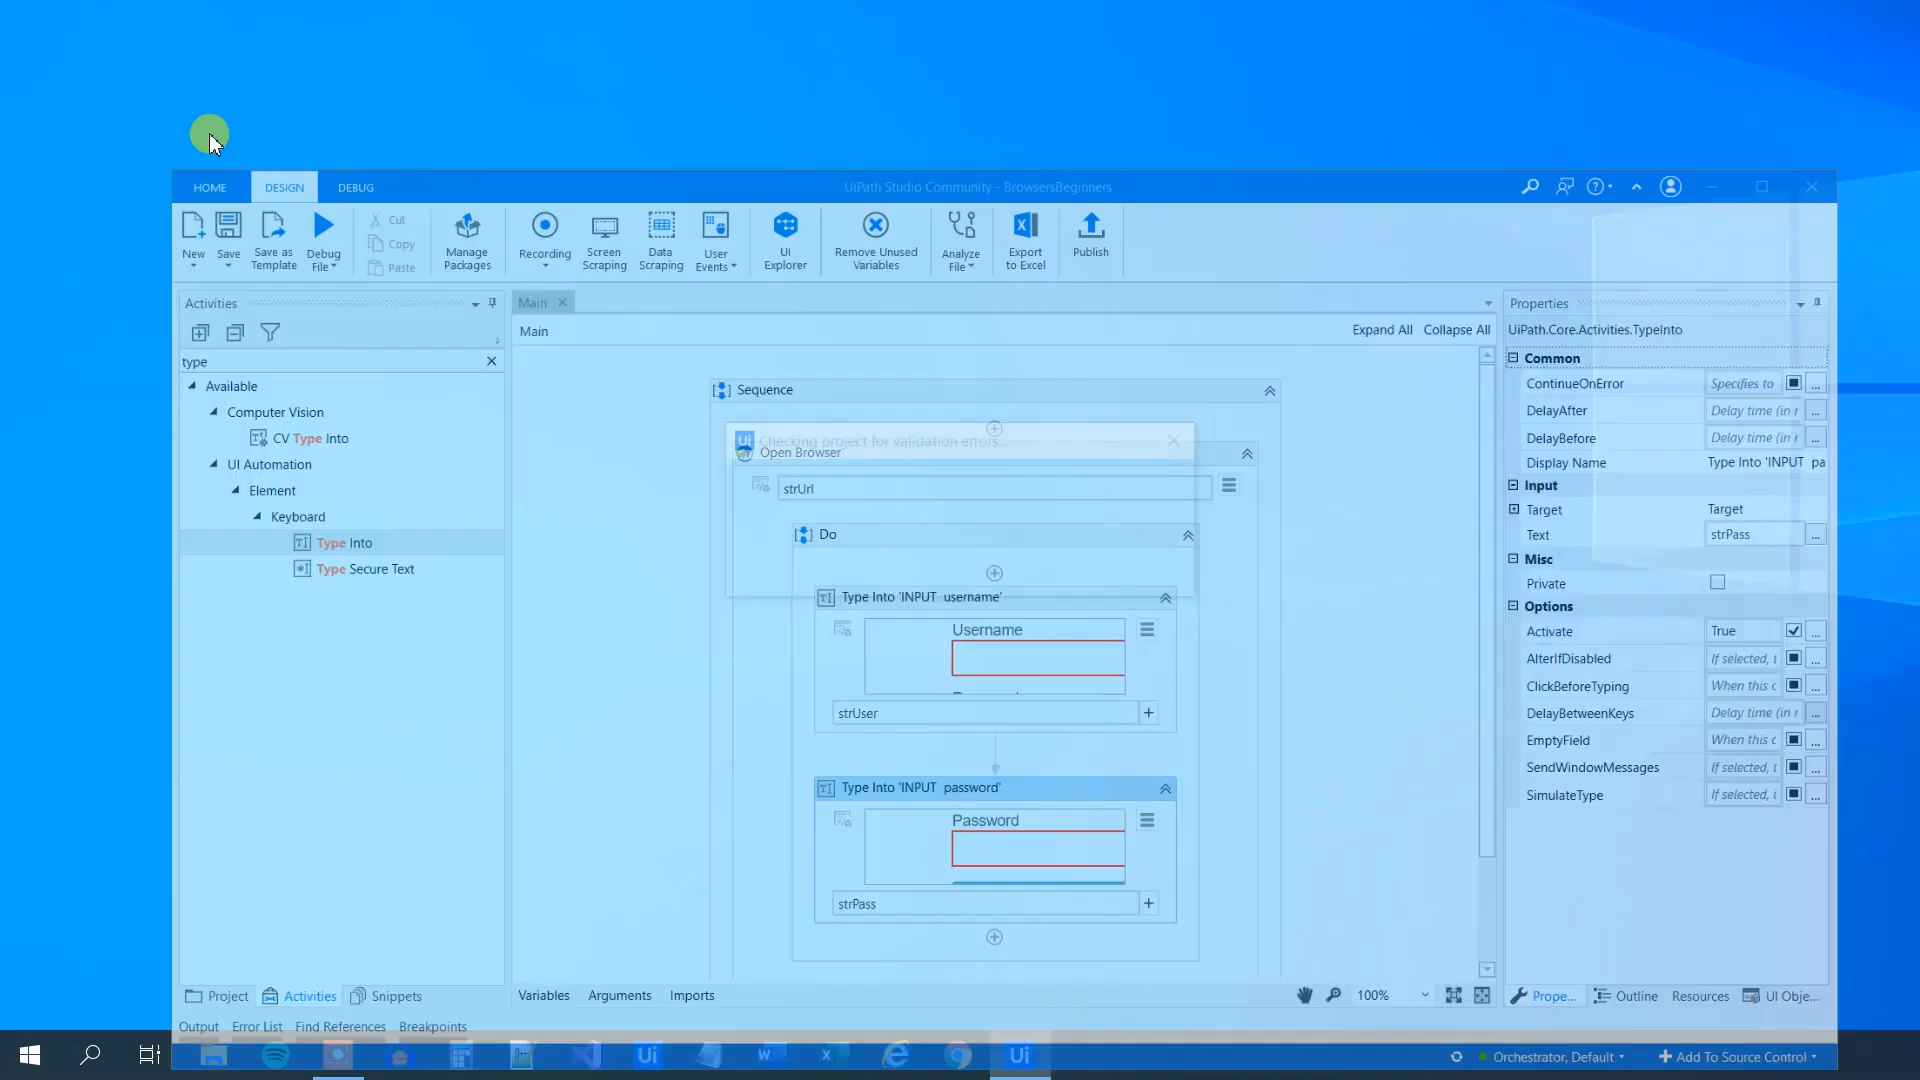 HOME DESIGN DEBUG UiPath Studio Community - BrowsersBeginners
New Save Save as Template Debug File Cut Copy Paste Manage Packages Recording Screen Scraping Data Scraping User Events UI Explorer Remove Unused Variables Analyze File Export to Excel Publish
Activities
type
Available
Computer Vision
CV Type Into
UI Automation
Element
Keyboard
Type Into
Type Secure Text
Project Activities Snippets
Main
Main Expand All Collapse All
Sequence
Checking project for validation errors...
Open Browser
strUrl
Do
Type Into 'INPUT username'
Username
strUser
Type Into 'INPUT password'
Password
strPass
Variables Arguments Imports 100%
Properties
UiPath.Core.Activities.TypeInto
Common
ContinueOnError Specifies to ...
DelayAfter Delay time (in r ...
DelayBefore Delay time (in r ...
Display Name Type Into 'INPUT pa
Input
Target Target
Text strPass ...
Misc
Private
Options
Activate True ...
AlterIfDisabled If selected, t ...
ClickBeforeTyping When this c ...
DelayBetweenKeys Delay time (in r ...
EmptyField When this c ...
SendWindowMessages If selected, t ...
SimulateType If selected, i ...
Prope... Outline Resources UI Obje...
Output Error List Find References Breakpoints
Orchestrator, Default Add To Source Control